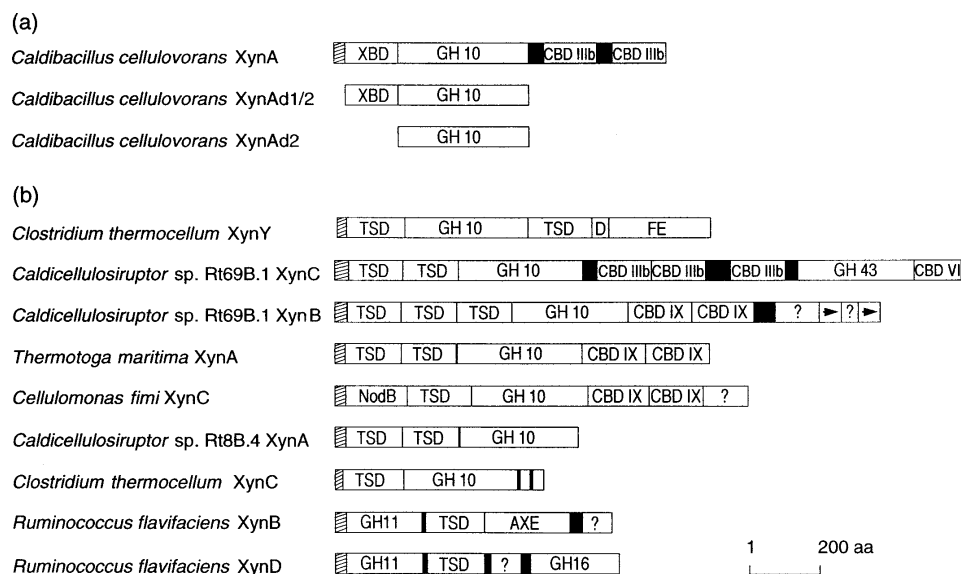 (a)
Caldibacillus cellulovorans XynA XBD GH 10 CBD IIIb CBD IIIb
Caldibacillus cellulovorans XynAd1/2 XBD GH 10
Caldibacillus cellulovorans XynAd2 GH 10
(b)
Clostridium thermocellum XynY TSD GH 10 TSD D FE
Caldicellulosiruptor sp. Rt69B.1 XynC TSD TSD GH 10 CBD IIIb CBD IIIb CBD IIIb GH 43 CBD VI
Caldicellulosiruptor sp. Rt69B.1 XynB TSD TSD TSD GH 10 CBD IX CBD IX ? ?
Thermotoga maritima XynA TSD TSD GH 10 CBD IX CBD IX
Cellulomonas fimi XynC NodB TSD GH 10 CBD IX CBD IX ?
Caldicellulosiruptor sp. Rt8B.4 XynA TSD TSD GH 10
Clostridium thermocellum XynC TSD GH 10
Ruminococcus flavifaciens XynB GH11 TSD AXE ?
Ruminococcus flavifaciens XynD GH11 TSD ? GH16
1 200 aa